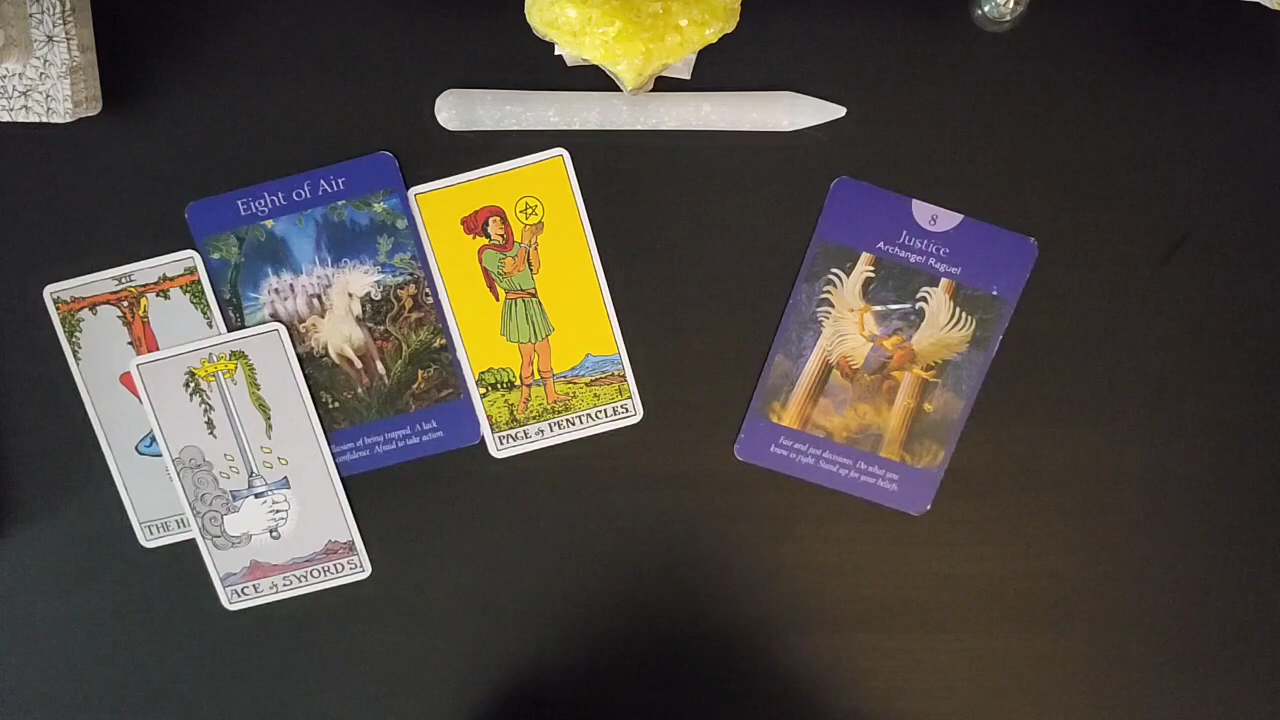 XII
THE H
ACE of SWORDS.
Eight of Air
llusion of being trapped. A lack
confidence. Afraid to take action.
PAGE of PENTACLES.
8
Justice
Archangel Raguel
Fair and just decisions. Do what you
know is right. Stand up for your beliefs.